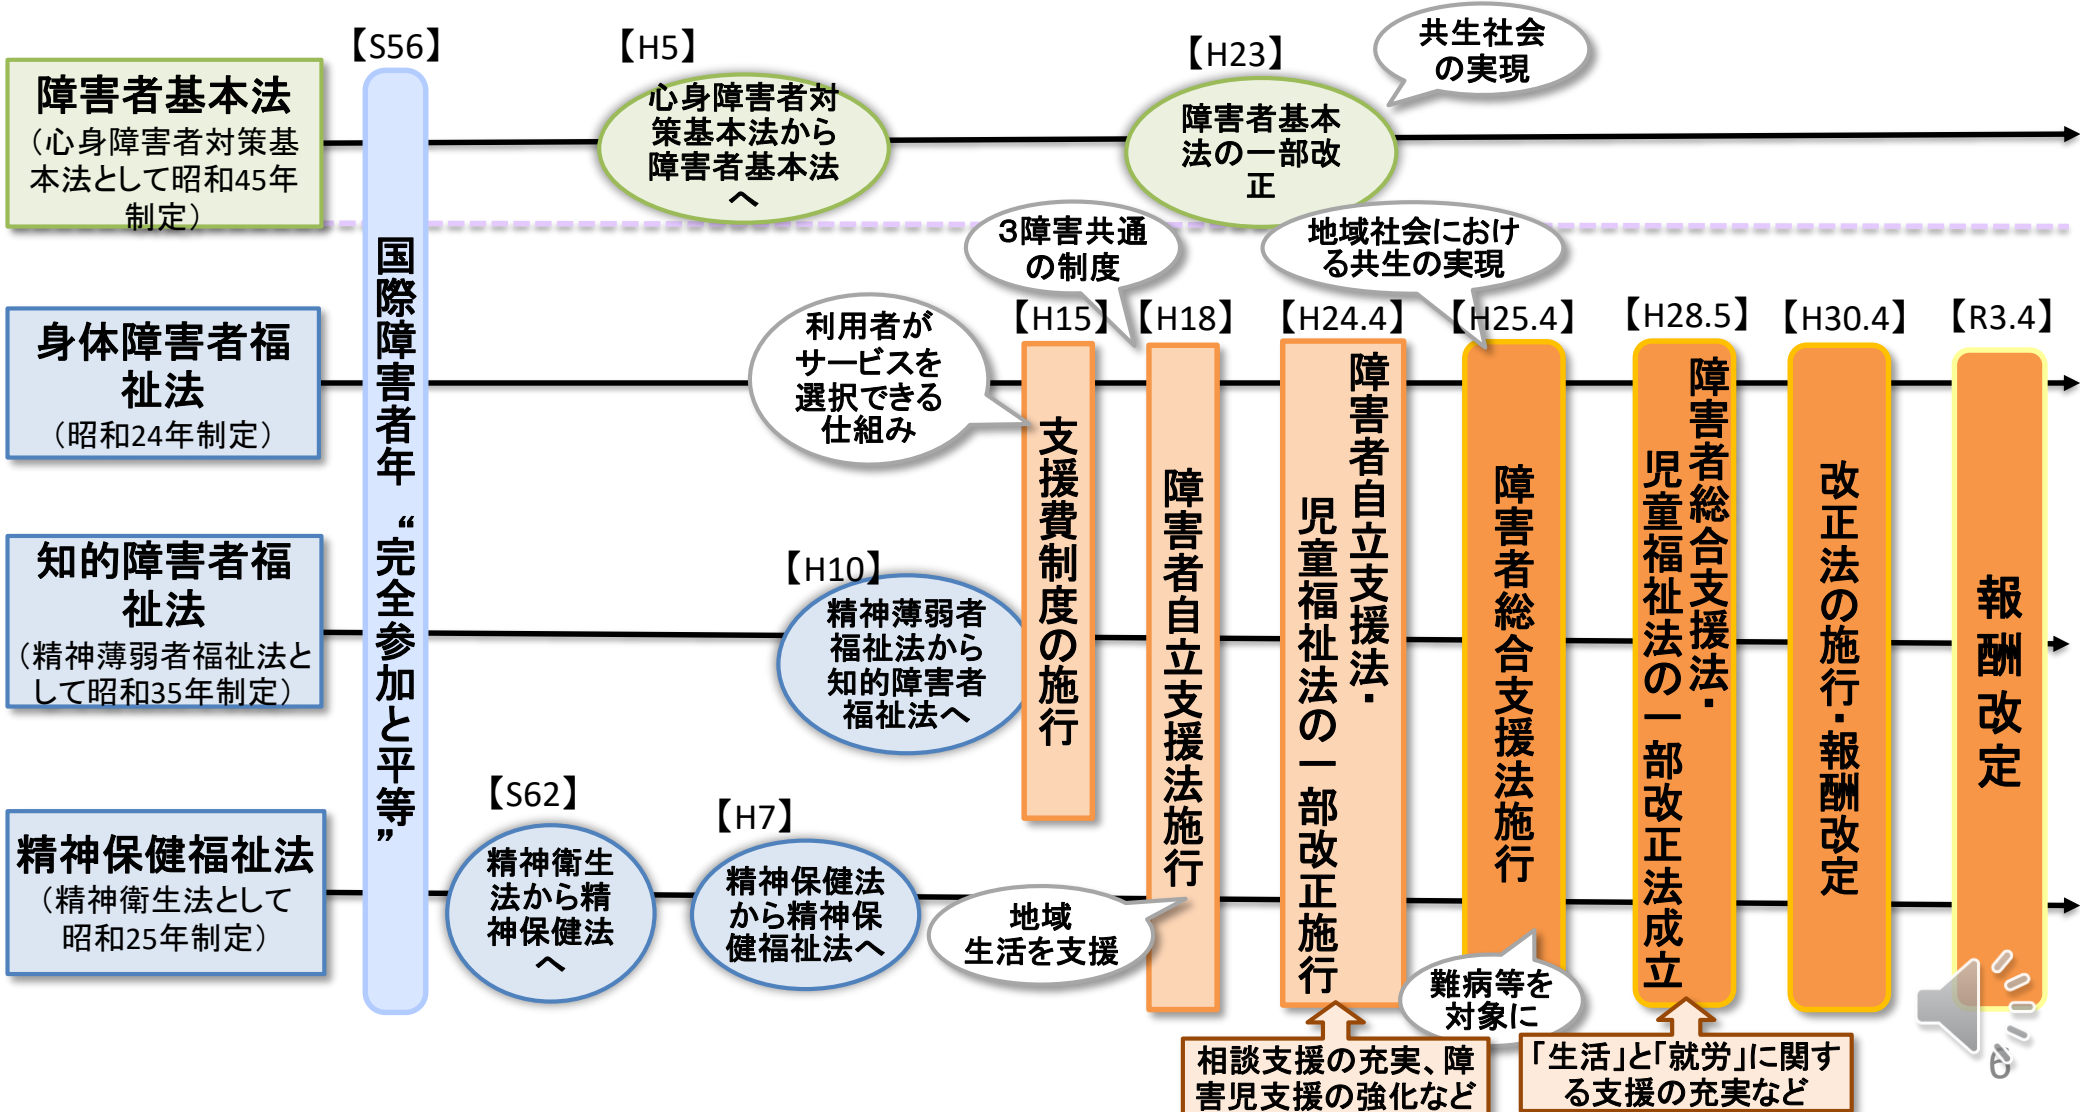 【S56】
【H5】
【H23】
共生社会
の実現
障害者基本法
（心身障害者対策基
本法として昭和45年
制定）
心身障害者対
策基本法から
障害者基本法
へ
障害者基本
法の一部改
正
国際障害者年 “完全参加と平等”
3障害共通
の制度
地域社会におけ
る共生の実現
【H15】
【H18】
【H24.4】
【H25.4】
【H28.5】
【H30.4】
【R3.4】
身体障害者福
祉法
（昭和24年制定）
利用者が
サービスを
選択できる
仕組み
知的障害者福
祉法
（精神薄弱者福祉法と
して昭和35年制定）
【H10】
精神薄弱者
福祉法から
知的障害者
福祉法へ
支援費制度の施行
障害者自立支援法施行
障害者自立支援法・
児童福祉法の一部改正施行
障害者総合支援法施行
障害者総合支援法・
児童福祉法の一部改正法成立
改正法の施行・報酬改定
報酬改定
精神保健福祉法
（精神衛生法として
昭和25年制定）
【S62】
精神衛生
法から精
神保健法
へ
【H7】
精神保健法
から精神保
健福祉法へ
地域
生活を支援
難病等を
対象に
相談支援の充実、障
害児支援の強化など
「生活」と「就労」に関す
る支援の充実など
6